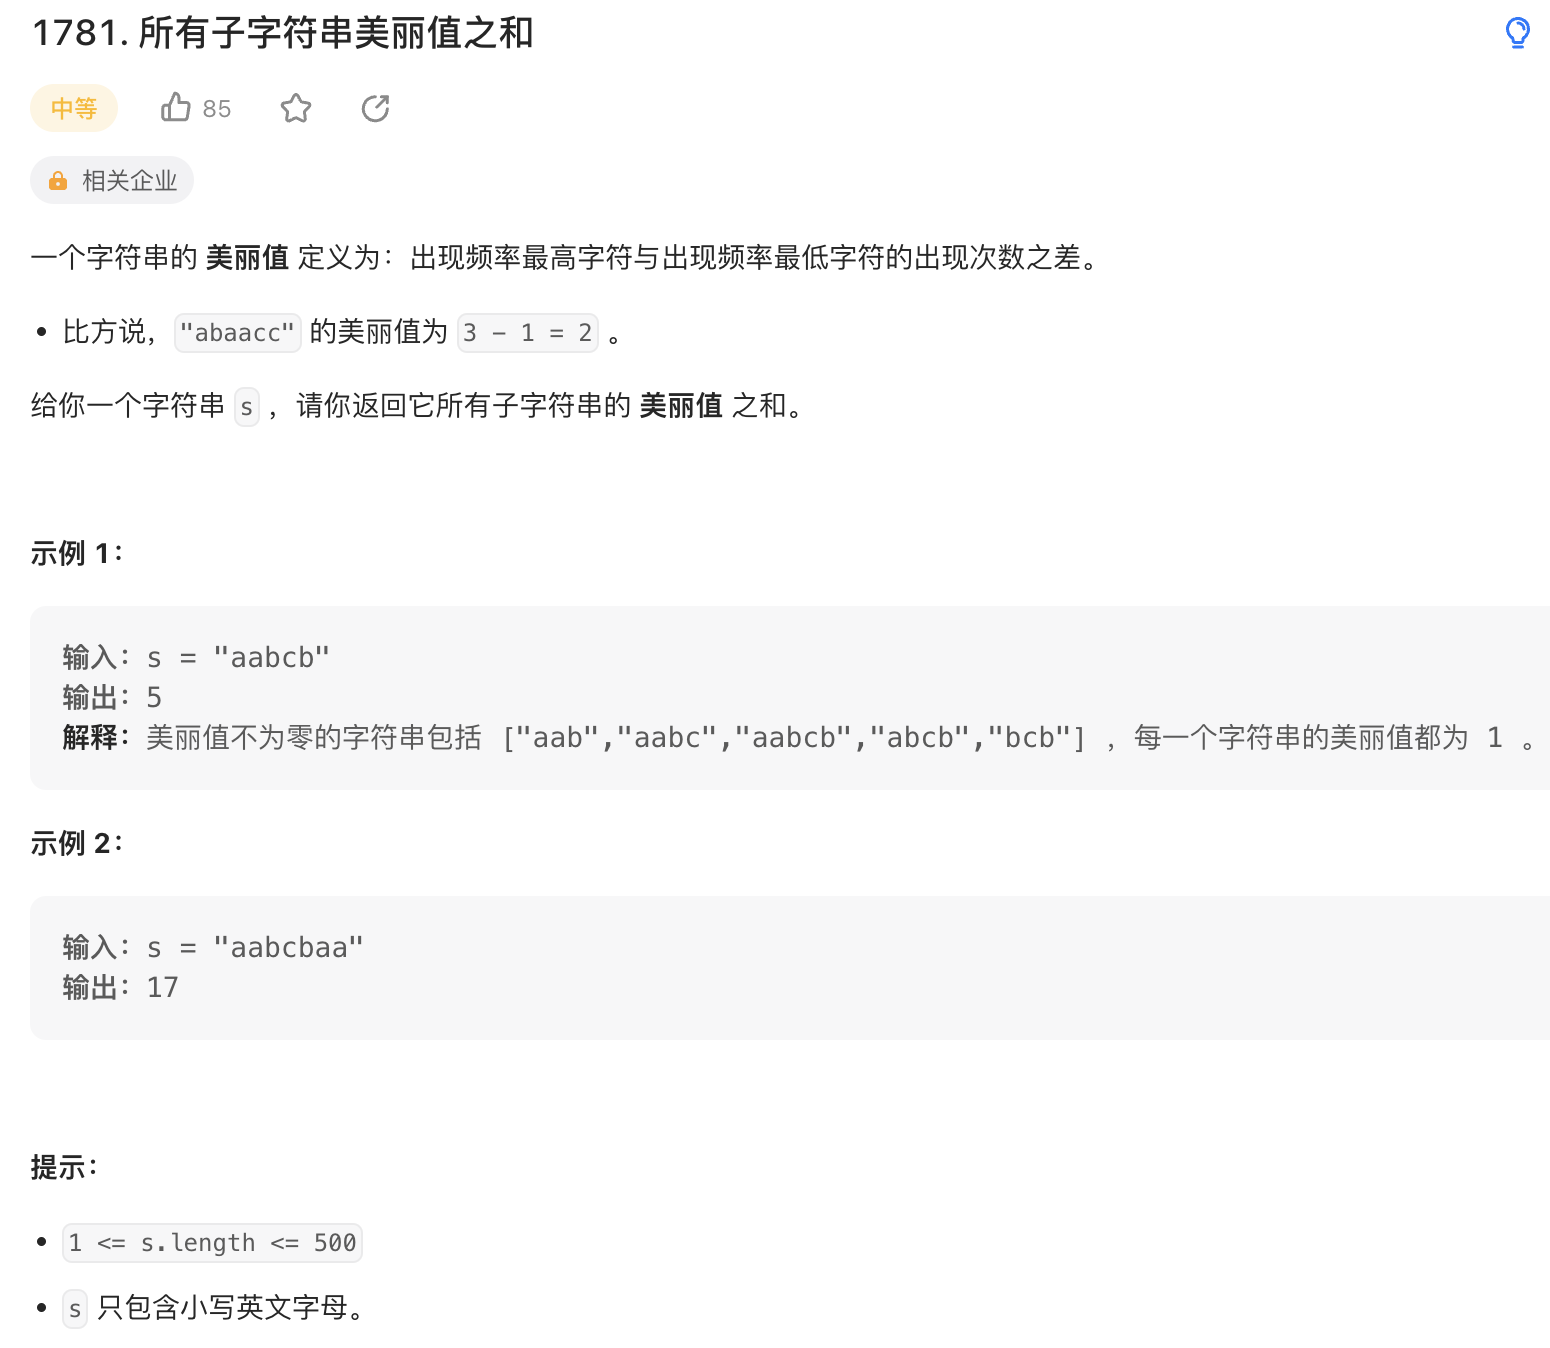 1781. 所有子字符串美丽值之和
中等
85
相关企业
一个字符串的 美丽值 定义为：出现频率最高字符与出现频率最低字符的出现次数之差。
• 比方说，"abaacc" 的美丽值为 3 - 1 = 2 。
给你一个字符串 s ，请你返回它所有子字符串的 美丽值 之和。
示例 1：
输入：s = "aabcb"
输出：5
解释：美丽值不为零的字符串包括 ["aab","aabc","aabcb","abcb","bcb"] ，每一个字符串的美丽值都为 1 。
示例 2：
输入：s = "aabcbaa"
输出：17
提示：
• 1 <= s.length <= 500
• s 只包含小写英文字母。